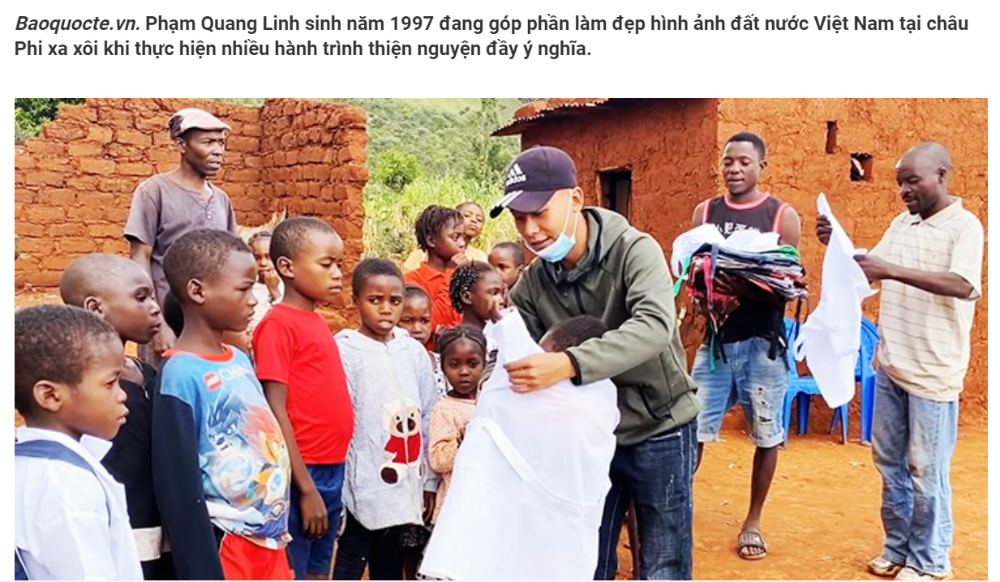 Baoquocte.vn. Phạm Quang Linh sinh năm 1997 đang góp phần làm đẹp hình ảnh đất nước Việt Nam tại châu
Phi xa xôi khi thực hiện nhiều hành trình thiện nguyện đầy ý nghĩa.
adidas